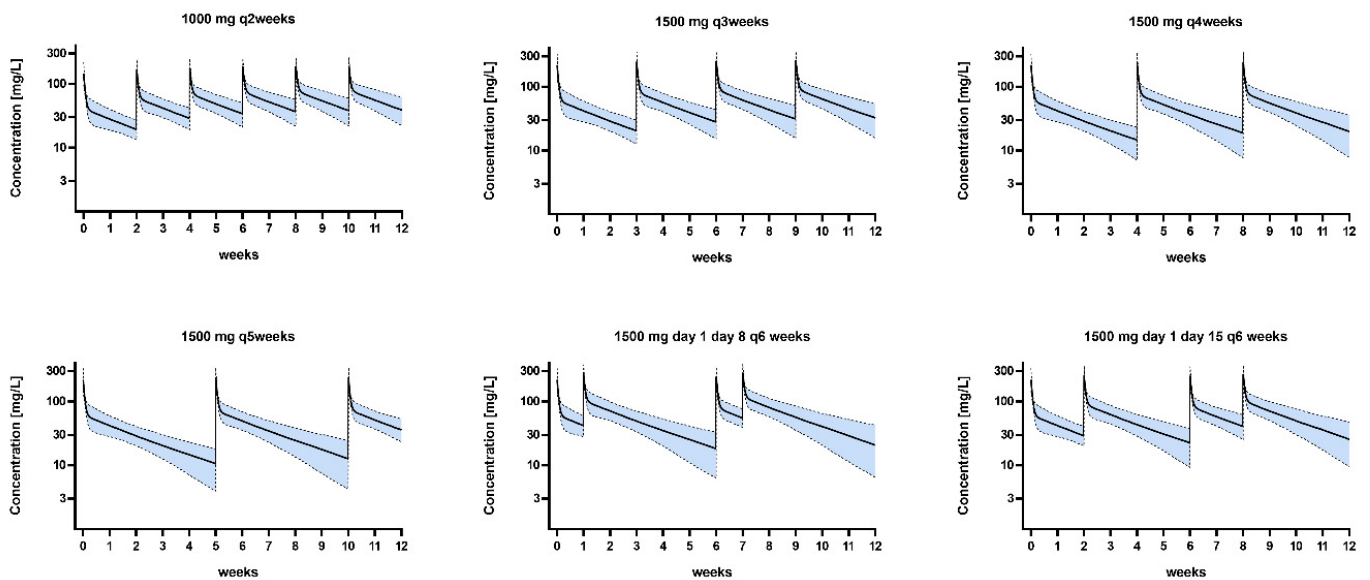 1000 mg q2weeks
Concentration [mg/L]
300
100
30
10
3
0 1 2 3 4 5 6 7 8 9 10 11 12
weeks
1500 mg q3weeks
Concentration [mg/L]
300
100
30
10
3
0 1 2 3 4 5 6 7 8 9 10 11 12
weeks
1500 mg q4weeks
Concentration [mg/L]
300
100
30
10
3
0 1 2 3 4 5 6 7 8 9 10 11 12
weeks
1500 mg q5weeks
Concentration [mg/L]
300
100
30
10
3
0 1 2 3 4 5 6 7 8 9 10 11 12
weeks
1500 mg day 1 day 8 q6 weeks
Concentration [mg/L]
300
100
30
10
3
0 1 2 3 4 5 6 7 8 9 10 11 12
weeks
1500 mg day 1 day 15 q6 weeks
Concentration [mg/L]
300
100
30
10
3
0 1 2 3 4 5 6 7 8 9 10 11 12
weeks